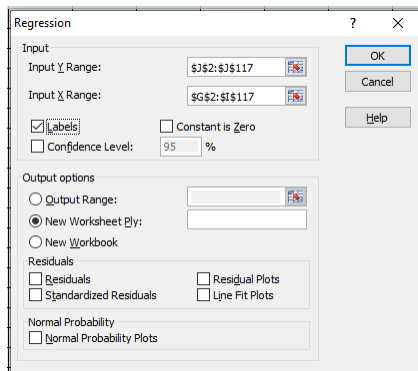 Regression
? X
Input
Input Y Range: $J$2:$J$117
Input X Range: $G$2:$I$117
Labels Constant is Zero
Confidence Level: 95 %
OK
Cancel
Help
Output options
Output Range:
New Worksheet Ply:
New Workbook
Residuals
Residuals Residual Plots
Standardized Residuals Line Fit Plots
Normal Probability
Normal Probability Plots